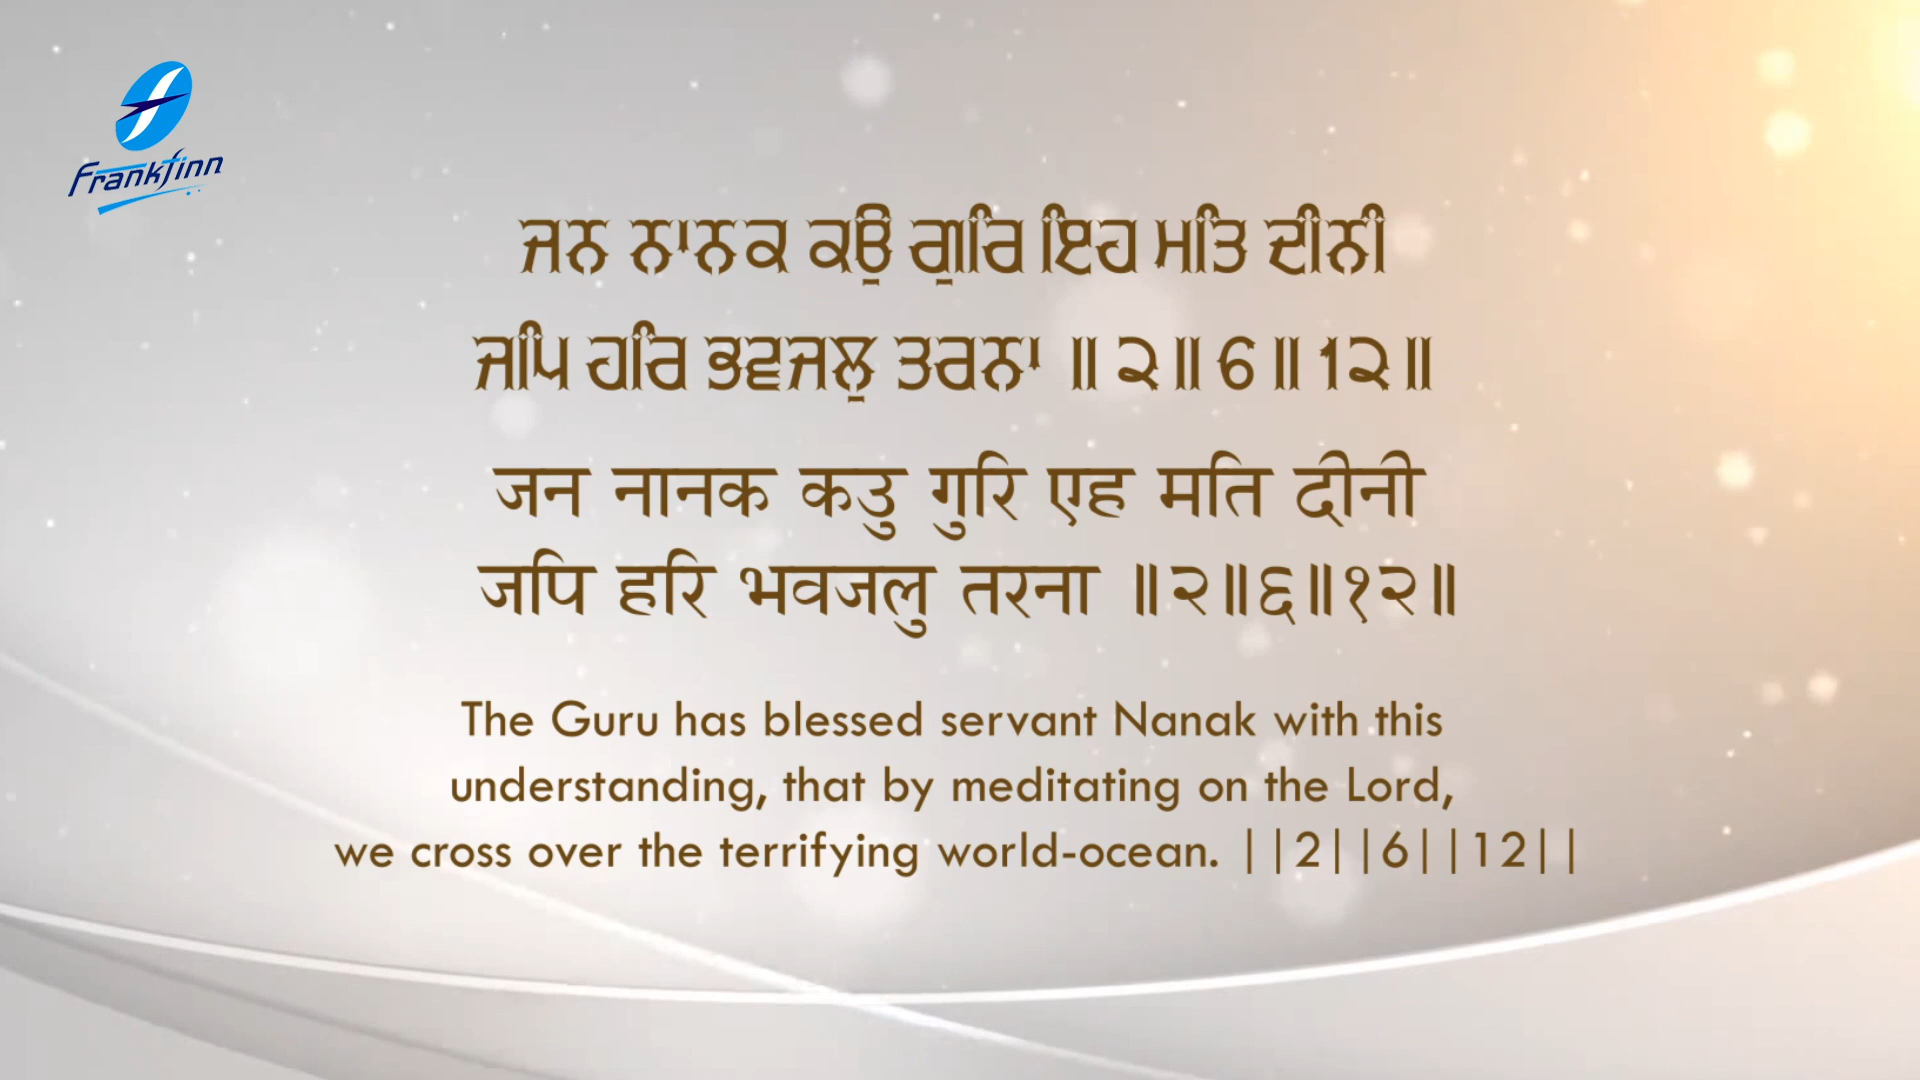 Frankfinn
ਜਨ ਨਾਨਕ ਕਉ ਗੁਰਿ ਇਹ ਮਤਿ ਦੀਨੀ
ਜਪਿ ਹਰਿ ਭਵਜਲੁ ਤਰਨਾ ॥੨॥6॥1੨॥
जन नानक कउु गुरि एह मति दीनी
जपि हरि भवजलु तरना ॥२॥६॥१२॥
The Guru has blessed servant Nanak with this
understanding, that by meditating on the Lord,
we cross over the terrifying world-ocean. ||2||6||12||